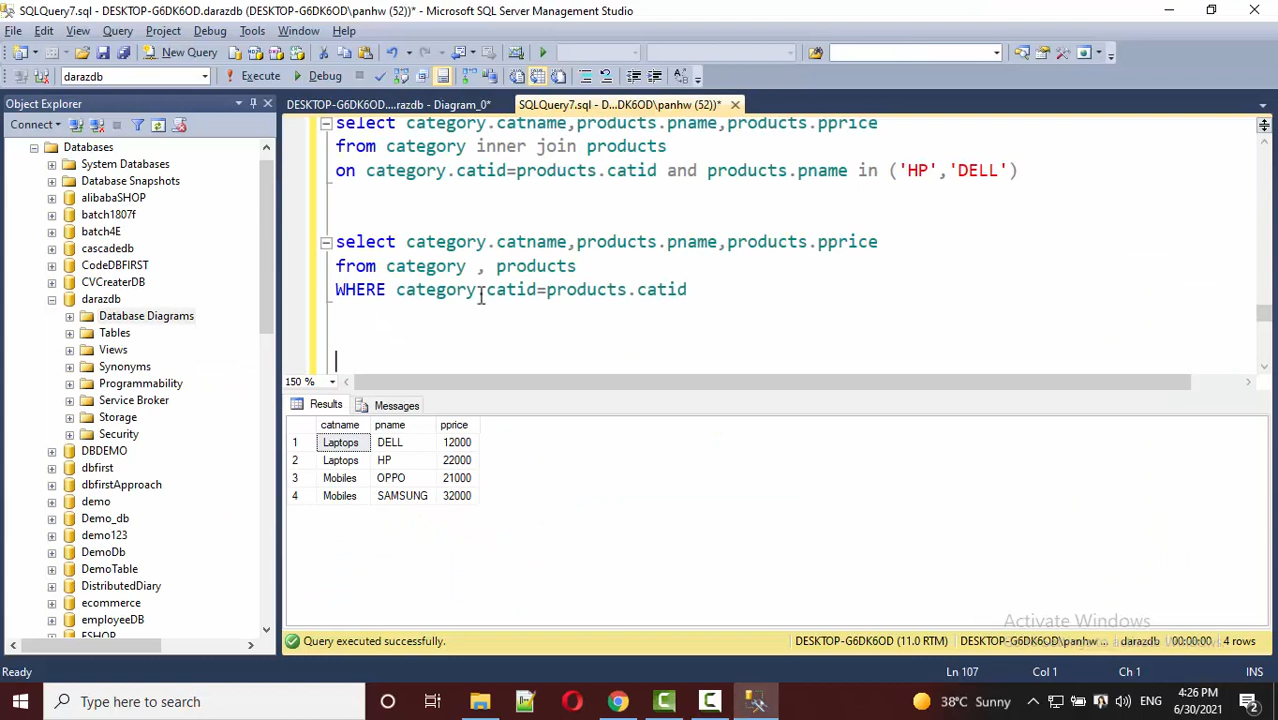 SQLQuery7.sql - DESKTOP-G6DK6OD.darazdb (DESKTOP-G6DK6OD\panhw (52))* - Microsoft SQL Server Management Studio
File Edit View Query Project Debug Tools Window Help
New Query
darazdb Execute Debug
Object Explorer
Connect
Databases
System Databases
Database Snapshots
alibabaSHOP
batch1807f
batch4E
cascadedb
CodeDBFIRST
CVCreaterDB
darazdb
Database Diagrams
Tables
Views
Synonyms
Programmability
Service Broker
Storage
Security
DBDEMO
dbfirst
dbfirstApproach
demo
Demo_db
demo123
DemoDb
DemoTable
DistributedDiary
ecommerce
employeeDB
ESHOP
DESKTOP-G6DK6OD....razdb - Diagram_0*
SQLQuery7.sql - D...DK6OD\panhw (52))*
select category.catname,products.pname,products.pprice
from category inner join products
on category.catid=products.catid and products.pname in ('HP','DELL')
select category.catname,products.pname,products.pprice
from category , products
WHERE category.catid=products.catid
150 %
Results Messages
catname pname pprice
1 Laptops DELL 12000
2 Laptops HP 22000
3 Mobiles OPPO 21000
4 Mobiles SAMSUNG 32000
Activate Windows
Query executed successfully.
DESKTOP-G6DK6OD (11.0 RTM) DESKTOP-G6DK6OD\panhw ... darazdb 00:00:00 4 rows
Ready Ln 107 Col 1 Ch 1 INS
Type here to search
38°C Sunny
ENG
4:26 PM
6/30/2021
2